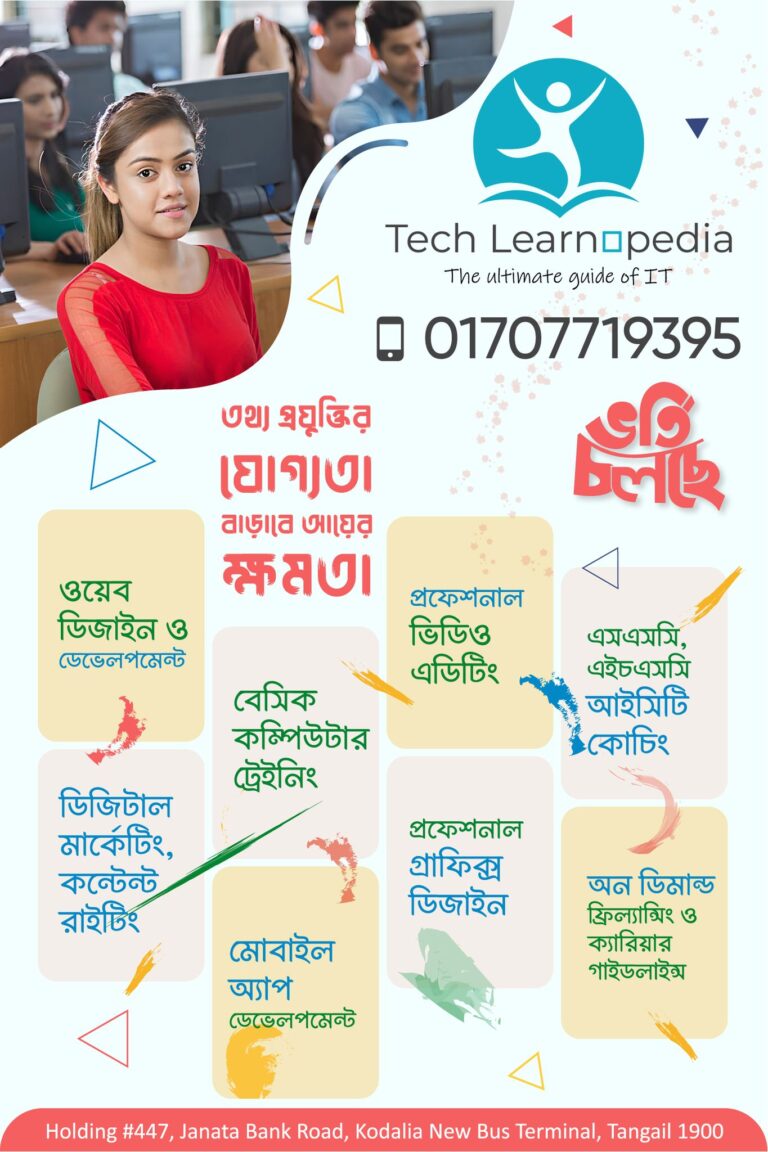 Tech Learnopedia
The ultimate guide of IT
01707719395
তথ্য প্রযুক্তির
যোগ্যতা
বাড়াবে আয়ের
ক্ষমতা
ভর্তি
চলছে
ওয়েব
ডিজাইন ও
ডেভেলপমেন্ট
ডিজিটাল
মার্কেটিং,
কন্টেন্ট
রাইটিং
বেসিক
কম্পিউটার
ট্রেইনিং
মোবাইল
অ্যাপ
ডেভেলপমেন্ট
প্রফেশনাল
ভিডিও
এডিটিং
প্রফেশনাল
গ্রাফিক্স
ডিজাইন
এসএসসি,
এইচএসসি
আইসিটি
কোচিং
অন ডিমান্ড
ফ্রিল্যান্সিং ও
ক্যারিয়ার
গাইডলাইন্স
Holding #447, Janata Bank Road, Kodalia New Bus Terminal, Tangail 1900